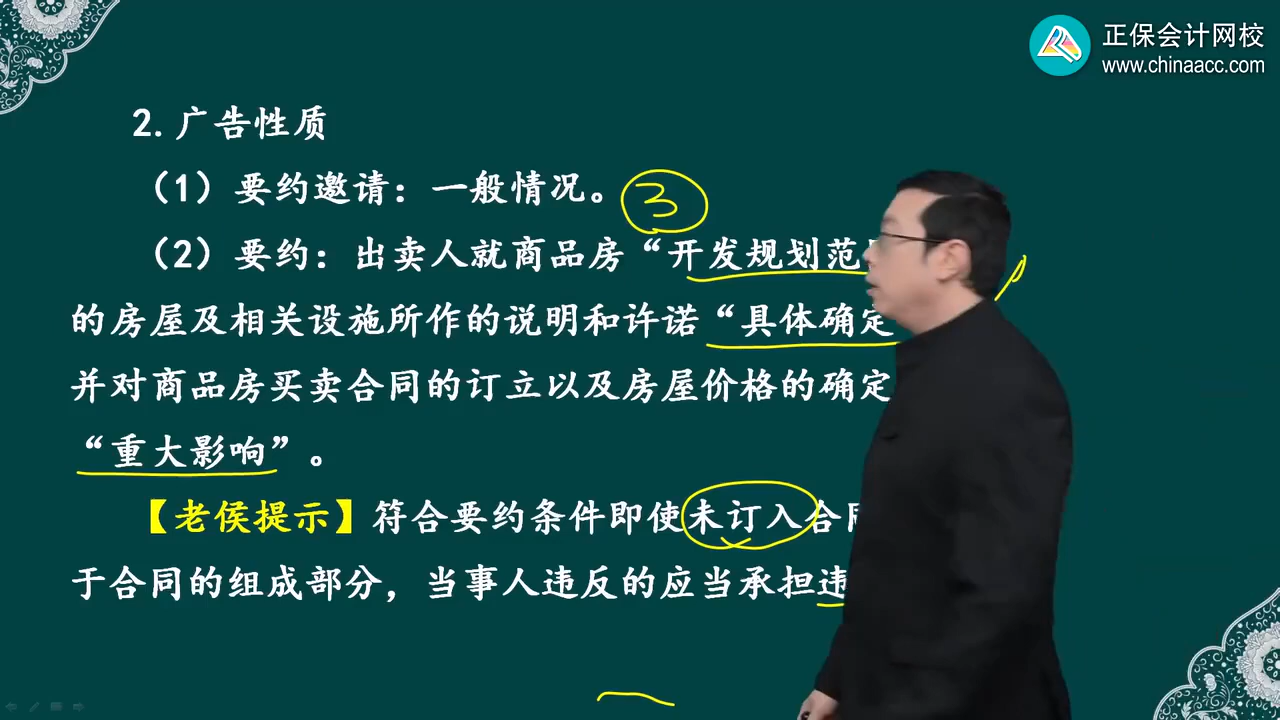 正保会计网校
www.chinaacc.com
2.广告性质
（1）要约邀请：一般情况。
3
（2）要约：出卖人就商品房“开发规划范
的房屋及相关设施所作的说明和许诺“具体确定
并对商品房买卖合同的订立以及房屋价格的确定
“重大影响”。
【老侯提示】符合要约条件即使未订入合
于合同的组成部分，当事人违反的应当承担违